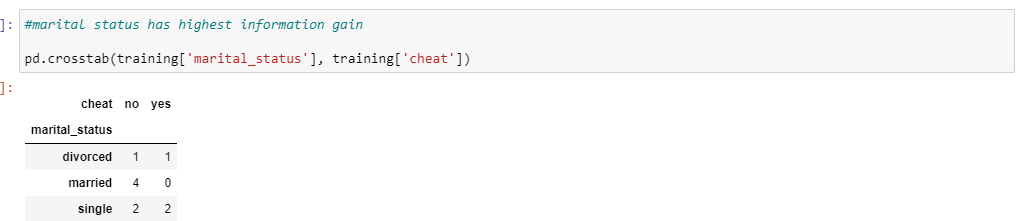 ]: #marital status has highest information gain
pd.crosstab(training['marital_status'], training['cheat'])
]:
cheat no yes
marital_status
divorced 1 1
married 4 0
single 2 2